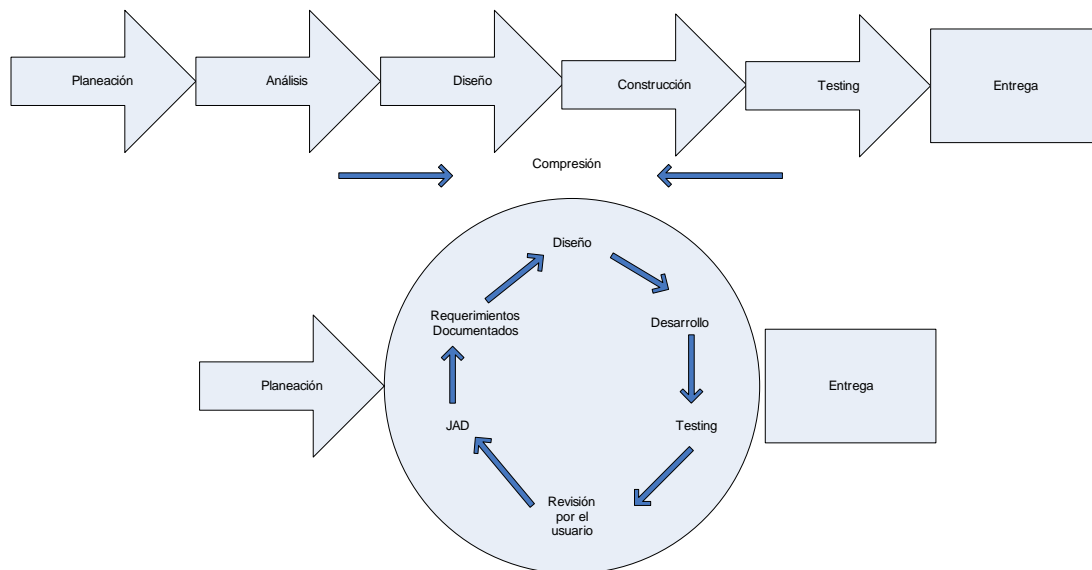 Planeación
Análisis
Diseño
Construcción
Testing
Entrega
Compresión
Diseño
Requerimientos
Documentados
Desarrollo
Planeación
Entrega
JAD
Testing
Revisión
por el
usuario